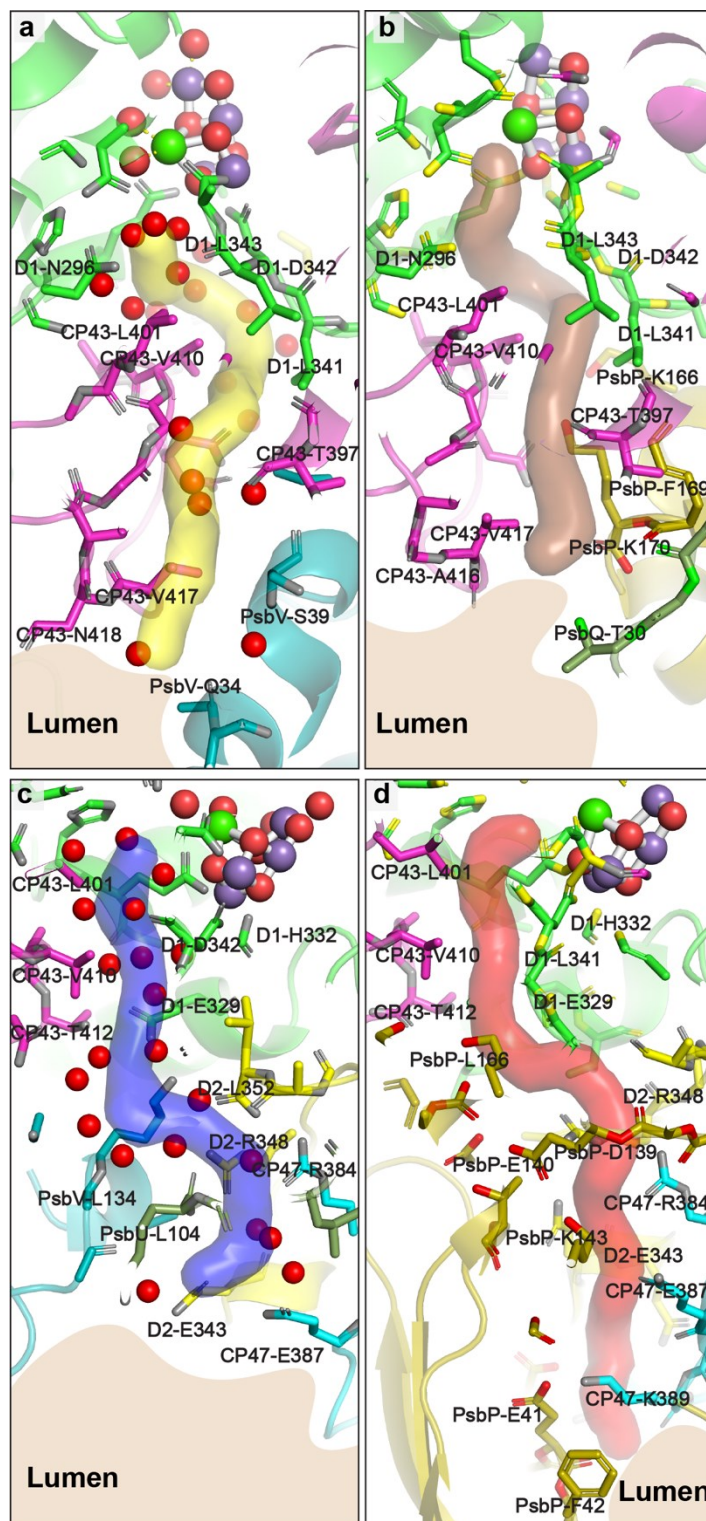 a
D1-N296
D1-L343
D1-D342
CP43-L401
CP43-V410
D1-L341
CP43-T397
CP43-V417
PsbV-S39
CP43-N418
PsbV-Q34
Lumen
b
D1-N296
D1-L343
D1-D342
CP43-L401
CP43-V410
D1-L341
PsbP-K166
CP43-T397
PsbP-F169
CP43-V417
PsbP-K170
CP43-A416
PsbQ-T30
Lumen
c
CP43-L401
D1-D342
D1-H332
CP43-V410
D1-E329
CP43-T412
D2-L352
D2-R348
CP47-R384
PsbV-L134
PsbU-L104
D2-E343
CP47-E387
Lumen
d
CP43-L401
D1-H332
CP43-V410
D1-L341
D1-E329
CP43-T412
PsbP-L166
D2-R348
PsbP-D139
PsbP-E140
CP47-R384
PsbP-K143
D2-E343
CP47-E387
CP47-K389
PsbP-E41
Lumen
PsbP-F42